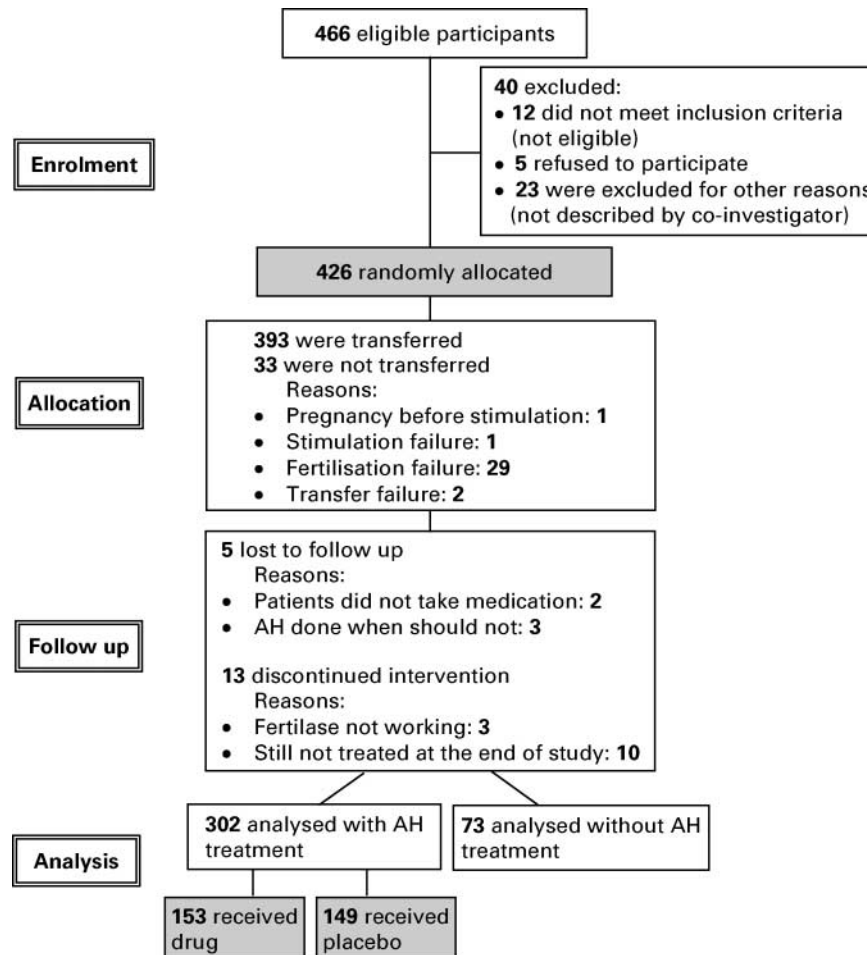 466 eligible participants
40 excluded:
• 12 did not meet inclusion criteria
(not eligible)
• 5 refused to participate
• 23 were excluded for other reasons
(not described by co-investigator)
Enrolment
426 randomly allocated
393 were transferred
33 were not transferred
Reasons:
• Pregnancy before stimulation: 1
• Stimulation failure: 1
• Fertilisation failure: 29
• Transfer failure: 2
Allocation
5 lost to follow up
Reasons:
• Patients did not take medication: 2
• AH done when should not: 3
13 discontinued intervention
Reasons:
• Fertilase not working: 3
• Still not treated at the end of study: 10
Follow up
302 analysed with AH
treatment
73 analysed without AH
treatment
Analysis
153 received
drug
149 received
placebo